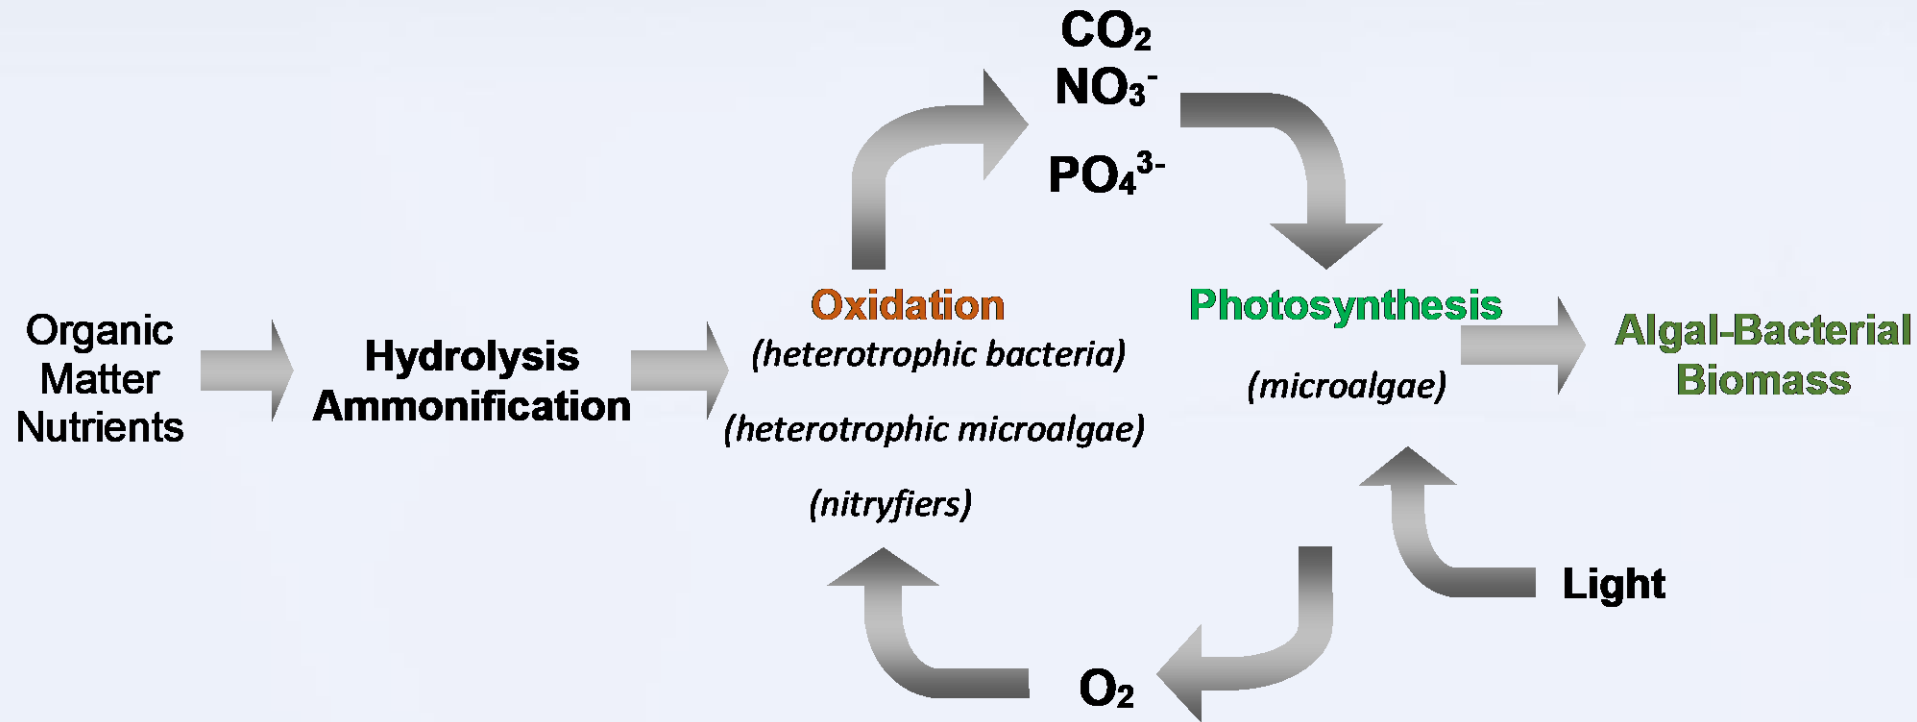 CO₂
NO₃⁻
PO₄³⁻
Organic
Matter
Nutrients
Hydrolysis
Ammonification
Oxidation
(heterotrophic bacteria)
(heterotrophic microalgae)
(nitryfiers)
Photosynthesis
(microalgae)
Algal-Bacterial
Biomass
Light
O₂